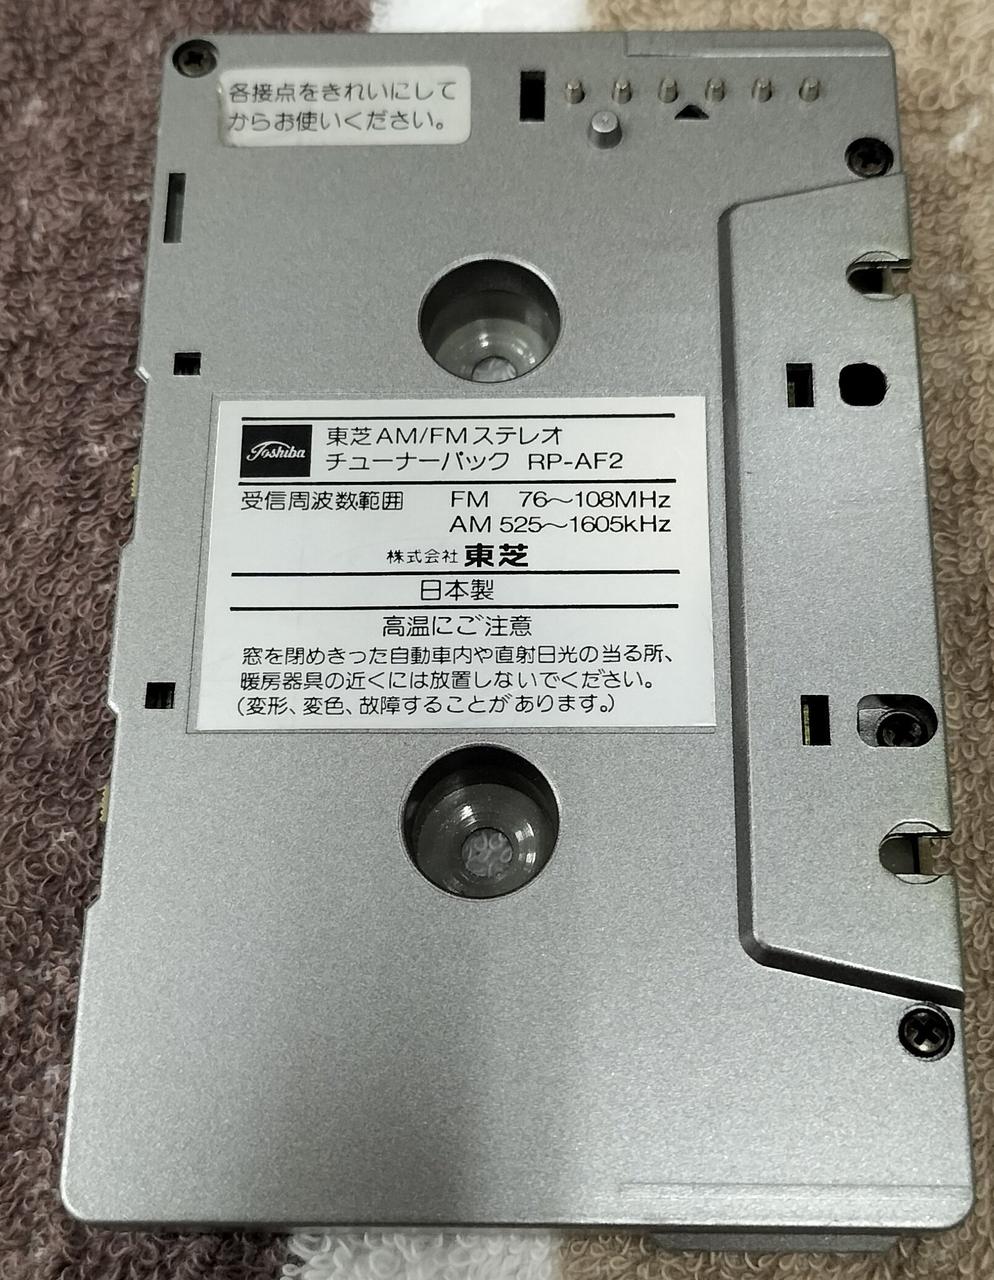 各接点をきれいにして
からお使いください。
Toshiba
東芝AM/FMステレオ
チューナーパック RP-AF2
受信周波数範囲 FM 76～108MHz
AM 525～1605kHz
株式会社 東芝
日本製
高温にご注意
窓を閉めきった自動車内や直射日光の当る所、
暖房器具の近くには放置しないでください。
(変形、変色、故障することがあります。)